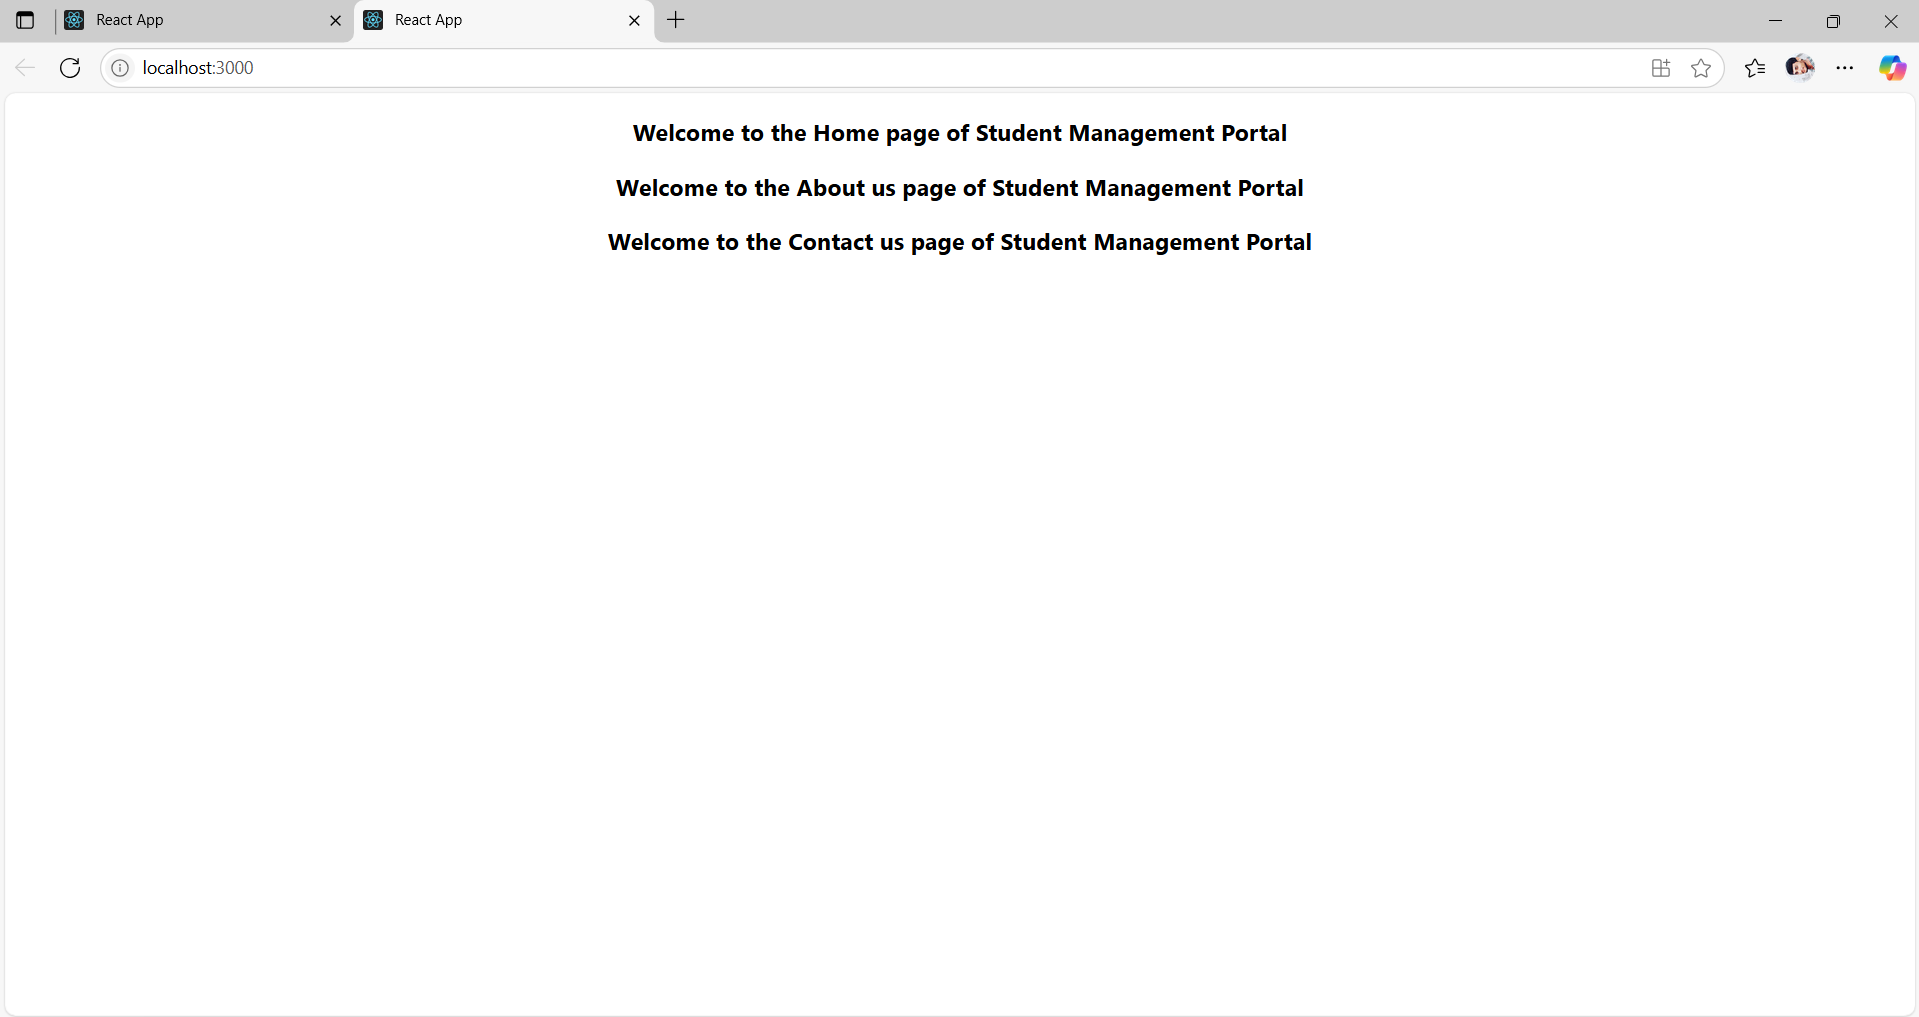 React App
React App
localhost:3000
Welcome to the Home page of Student Management Portal
Welcome to the About us page of Student Management Portal
Welcome to the Contact us page of Student Management Portal